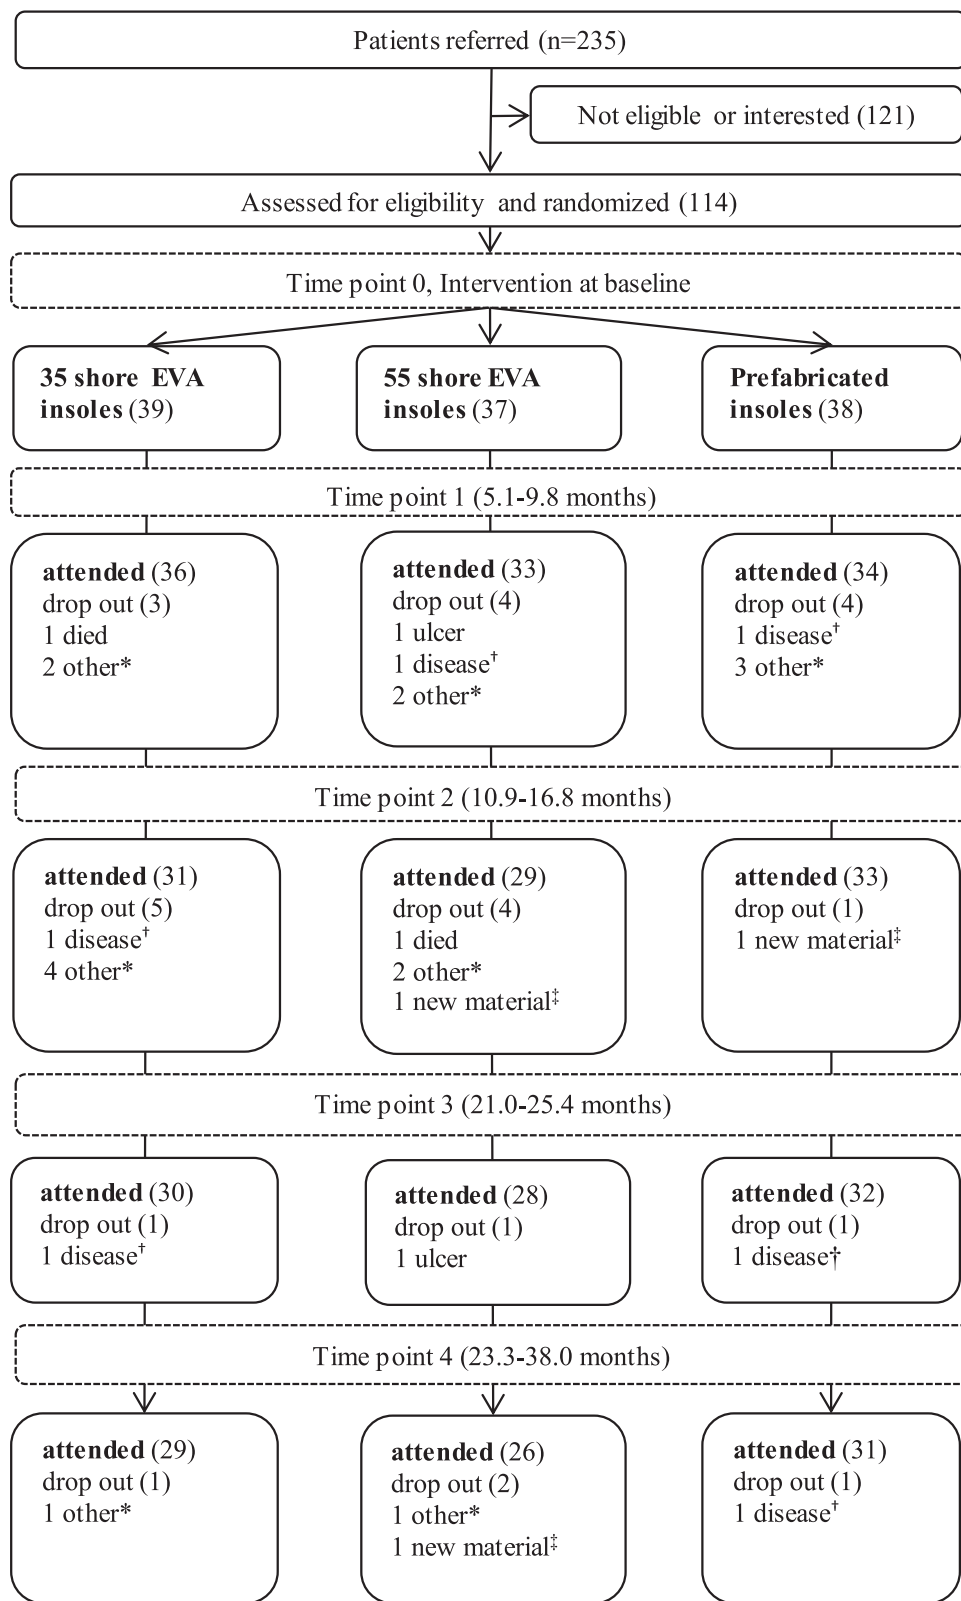 Patients referred (n=235)
Not eligible or interested (121)
Assessed for eligibility and randomized (114)
Time point 0, Intervention at baseline
35 shore EVA
insoles (39)
55 shore EVA
insoles (37)
Prefabricated
insoles (38)
Time point 1 (5.1-9.8 months)
attended (36)
drop out (3)
1 died
2 other*
attended (33)
drop out (4)
1 ulcer
1 disease†
2 other*
attended (34)
drop out (4)
1 disease†
3 other*
Time point 2 (10.9-16.8 months)
attended (31)
drop out (5)
1 disease†
4 other*
attended (29)
drop out (4)
1 died
2 other*
1 new material‡
attended (33)
drop out (1)
1 new material‡
Time point 3 (21.0-25.4 months)
attended (30)
drop out (1)
1 disease†
attended (28)
drop out (1)
1 ulcer
attended (32)
drop out (1)
1 disease†
Time point 4 (23.3-38.0 months)
attended (29)
drop out (1)
1 other*
attended (26)
drop out (2)
1 other*
1 new material‡
attended (31)
drop out (1)
1 disease†